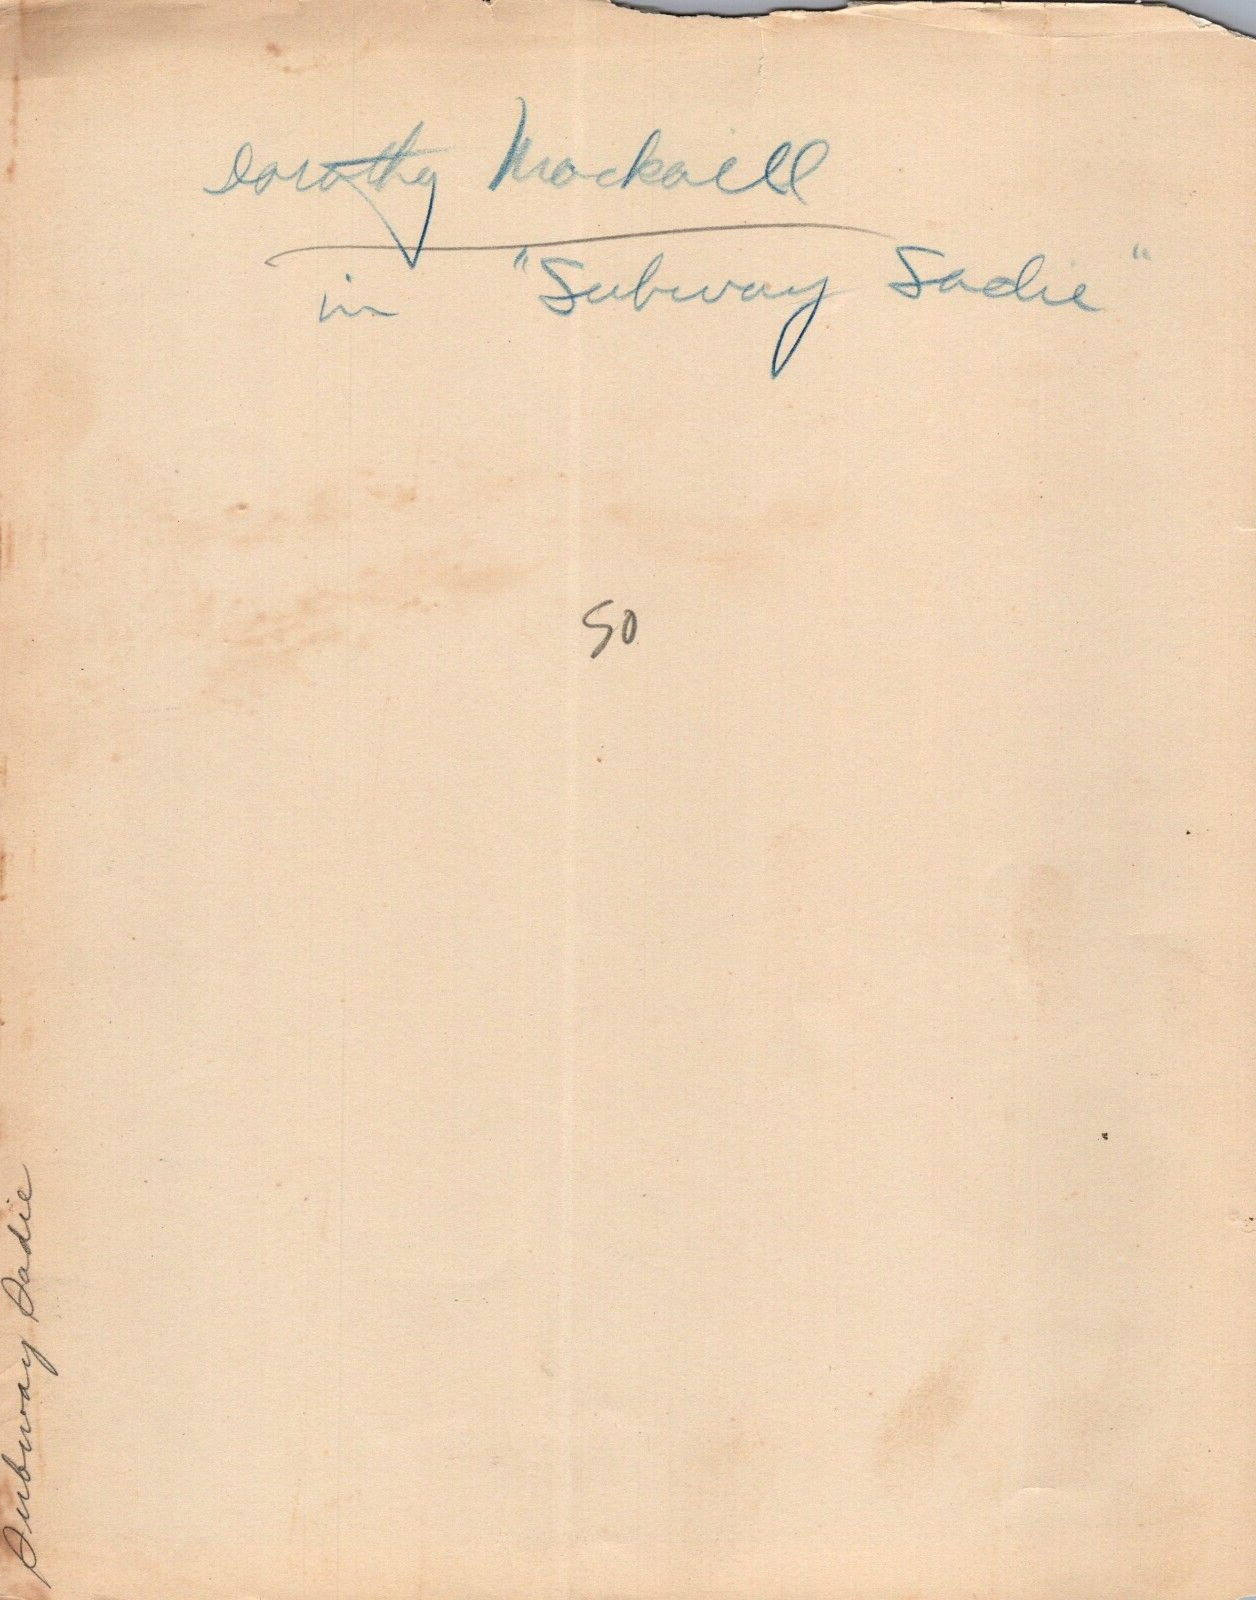 Dorothy Mackaill
in "Subway Sadie"
50
Subway Sadie